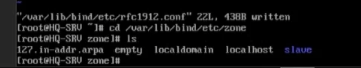 "/var/lib/bind/etc/rfc1912.conf" 22L, 438B written
[root@HQ-SRV ~]# cd /var/lib/bind/etc/zone
[root@HQ-SRV zone]# ls
127.in-addr.arpa empty localdomain localhost slave
[root@HQ-SRV zone]#